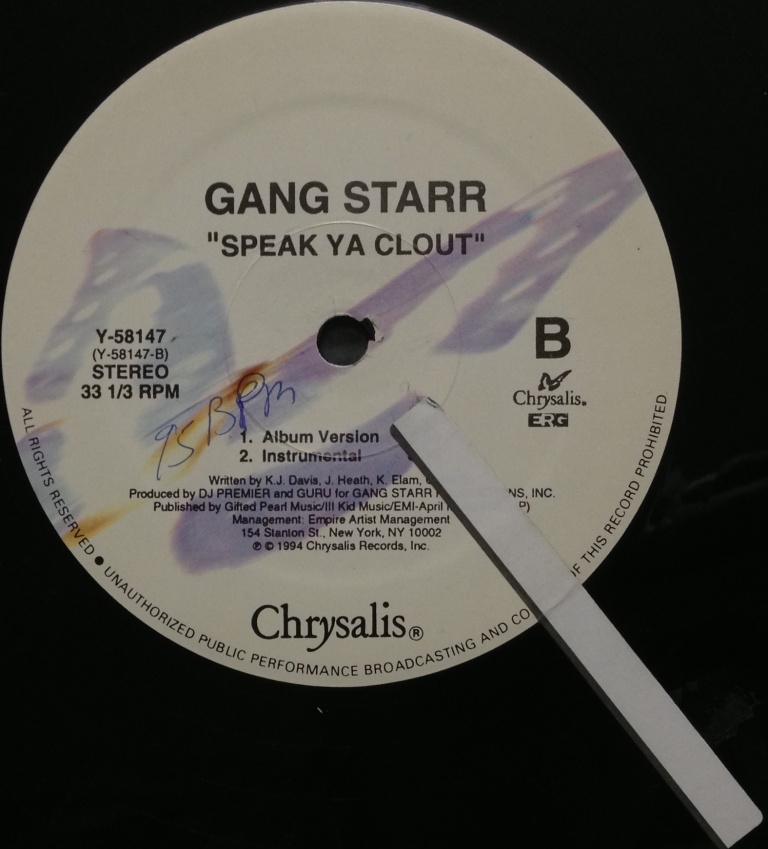 GANG STARR
"SPEAK YA CLOUT"
Y-58147
(Y-58147-B)
STEREO
33 1/3 RPM
B
Chrysalis®
ERG
95 BPM
1. Album Version
2. Instrumental
Written by K.J. Davis, J. Heath, K. Elam,
Produced by DJ PREMIER and GURU for GANG STARR NS, INC.
Published by Gifted Pearl Music/Ill Kid Music/EMI-April P)
Management: Empire Artist Management
154 Stanton St., New York, NY 10002
℗ © 1994 Chrysalis Records, Inc.
Chrysalis®
ALL RIGHTS RESERVED ● UNAUTHORIZED PUBLIC PERFORMANCE BROADCASTING AND CO OF THIS RECORD PROHIBITED.